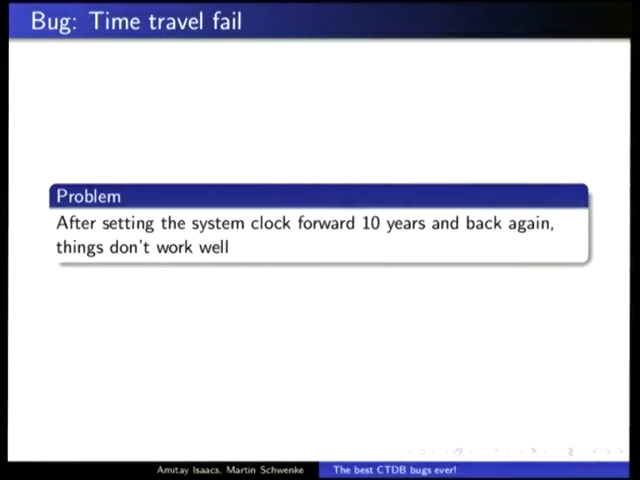 Bug: Time travel fail
Problem
After setting the system clock forward 10 years and back again,
things don't work well
Amitay Isaacs, Martin Schwenke
The best CTDB bugs ever!